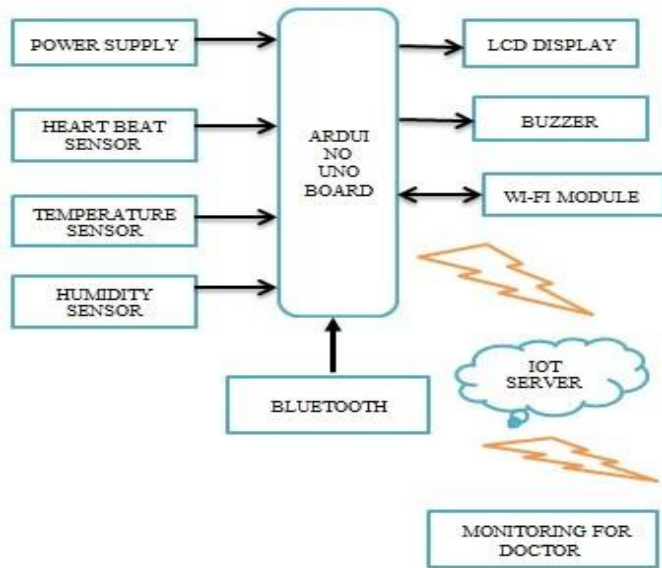 POWER SUPPLY
HEART BEAT
SENSOR
TEMPERATURE
SENSOR
HUMIDITY
SENSOR
ARDUI
NO
UNO
BOARD
LCD DISPLAY
BUZZER
WI-FI MODULE
BLUETOOTH
IOT
SERVER
MONITORING FOR
DOCTOR